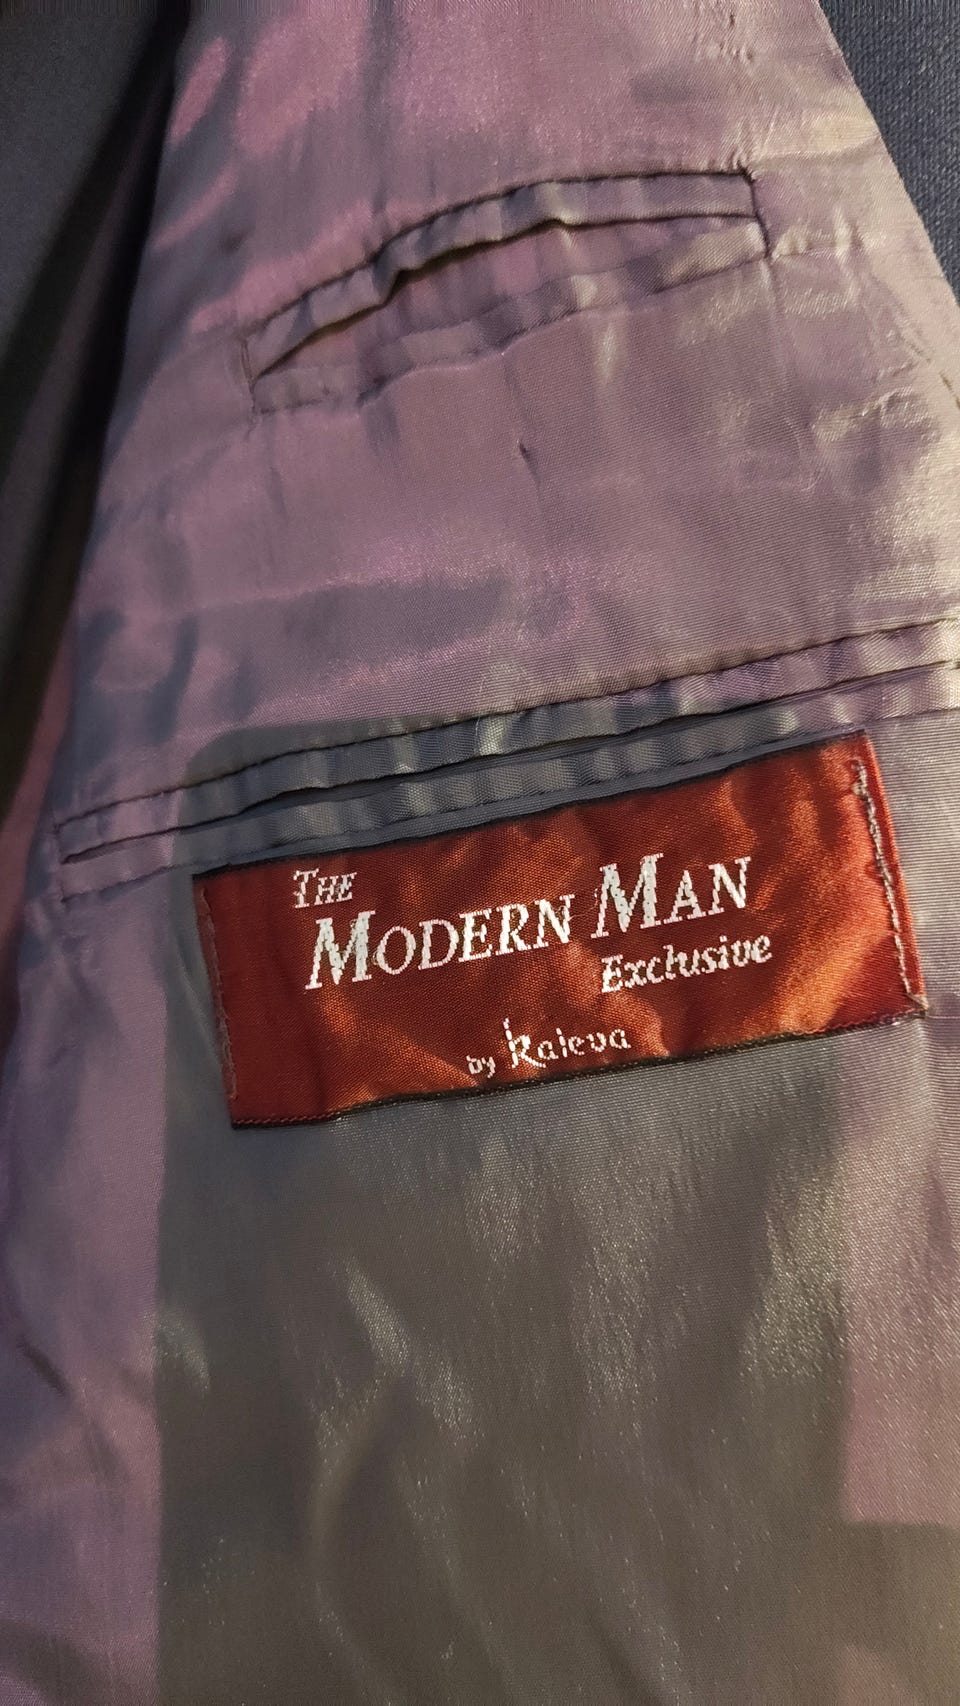 THE
MODERN MAN
Exclusive
by kaleva